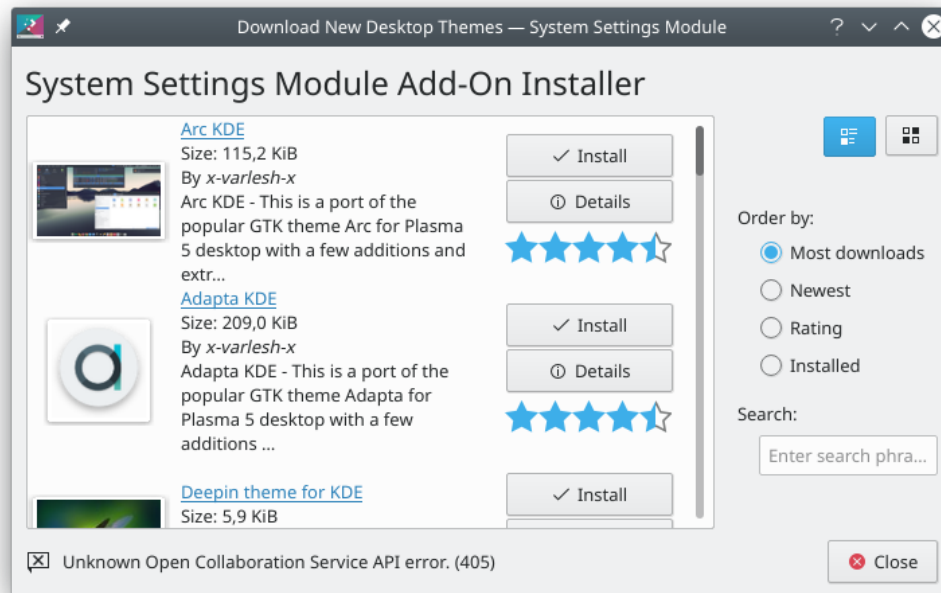 Download New Desktop Themes — System Settings Module
System Settings Module Add-On Installer
Arc KDE
Size: 115,2 KiB
By x-varlesh-x
Arc KDE - This is a port of the
popular GTK theme Arc for Plasma
5 desktop with a few additions and
extr...
Install
Details
Adapta KDE
Size: 209,0 KiB
By x-varlesh-x
Adapta KDE - This is a port of the
popular GTK theme Adapta for
Plasma 5 desktop with a few
additions ...
Install
Details
Deepin theme for KDE
Size: 5,9 KiB
Install
Order by:
Most downloads
Newest
Rating
Installed
Search:
Enter search phra...
Unknown Open Collaboration Service API error. (405)
Close